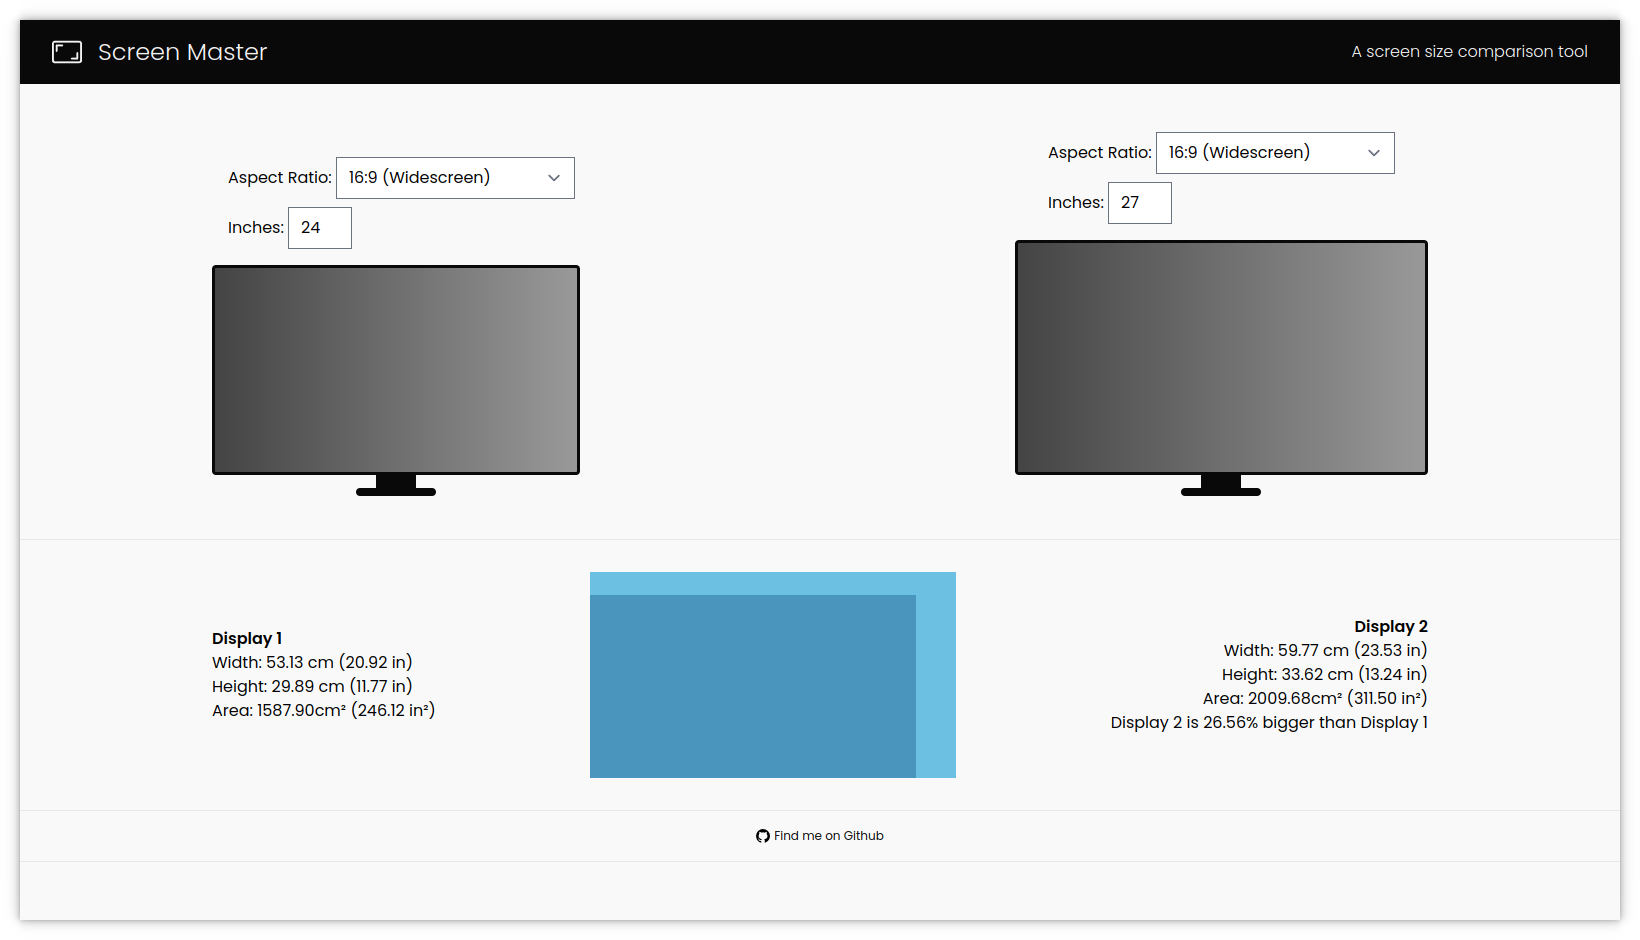 Screen Master
A screen size comparison tool
Aspect Ratio: 16:9 (Widescreen)
Inches: 24
Aspect Ratio: 16:9 (Widescreen)
Inches: 27
Display 1
Width: 53.13 cm (20.92 in)
Height: 29.89 cm (11.77 in)
Area: 1587.90cm² (246.12 in²)
Display 2
Width: 59.77 cm (23.53 in)
Height: 33.62 cm (13.24 in)
Area: 2009.68cm² (311.50 in²)
Display 2 is 26.56% bigger than Display 1
Find me on Github